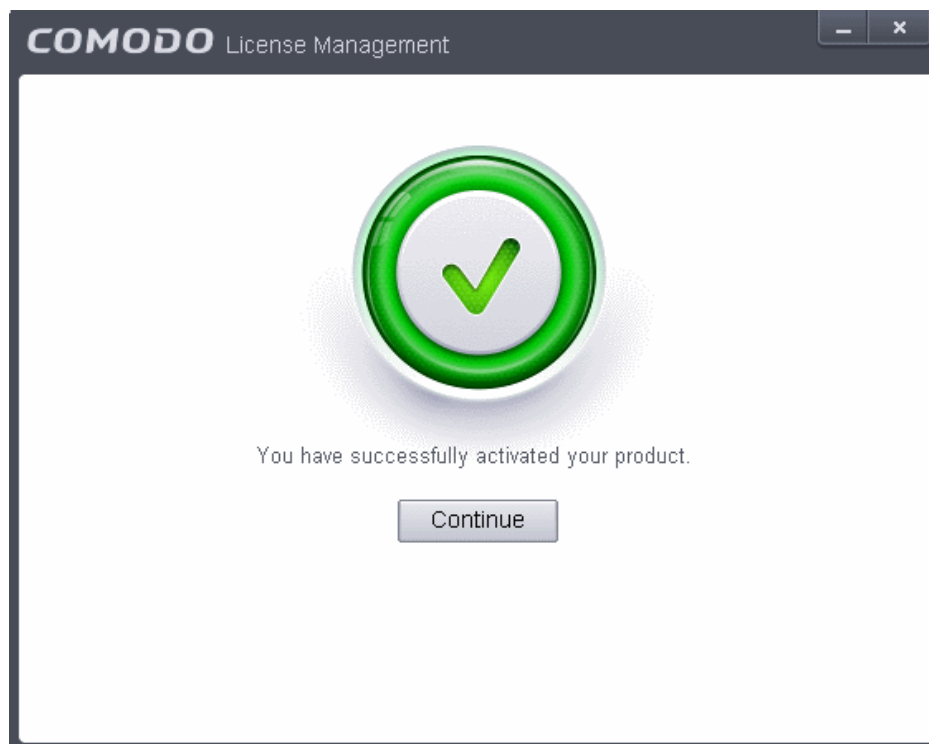 COMODO License Management
You have successfully activated your product.
Continue